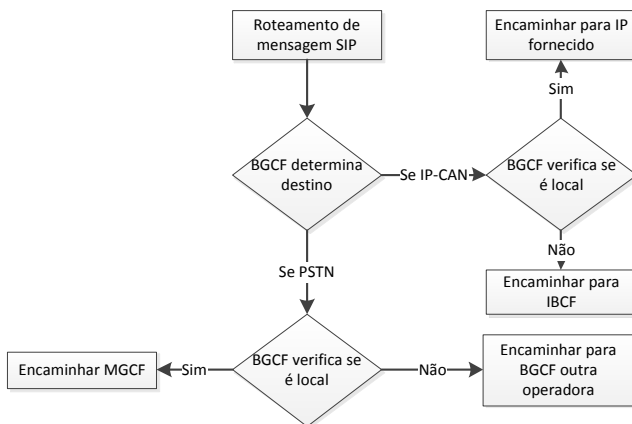 Roteamento de
mensagem SIP
Encaminhar para IP
fornecido
Sim
BGCF determina
destino
Se IP-CAN
BGCF verifica se
é local
Não
Se PSTN
Encaminhar para
IBCF
Encaminhar MGCF
Sim
BGCF verifica se
é local
Não
Encaminhar para
BGCF outra
operadora